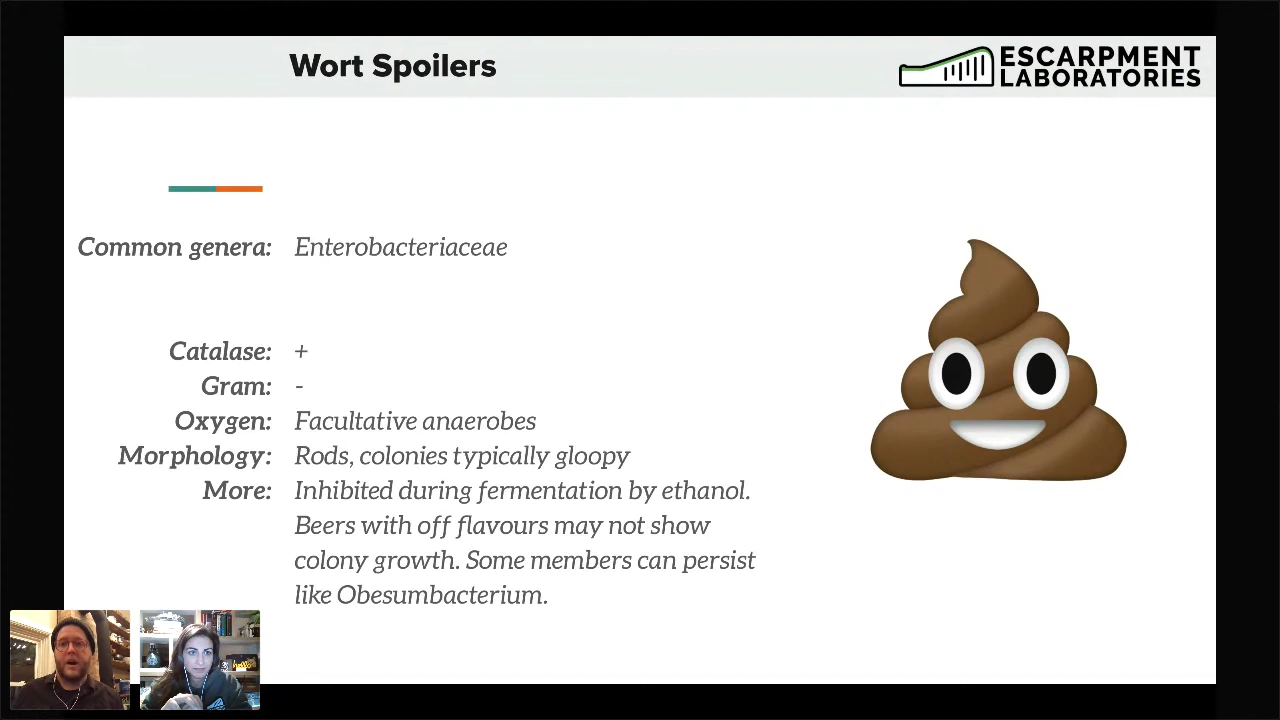 Wort Spoilers
ESCARPMENT
LABORATORIES
Common genera: Enterobacteriaceae
Catalase: +
Gram: -
Oxygen: Facultative anaerobes
Morphology: Rods, colonies typically gloopy
More: Inhibited during fermentation by ethanol.
Beers with off flavours may not show
colony growth. Some members can persist
like Obesumbacterium.